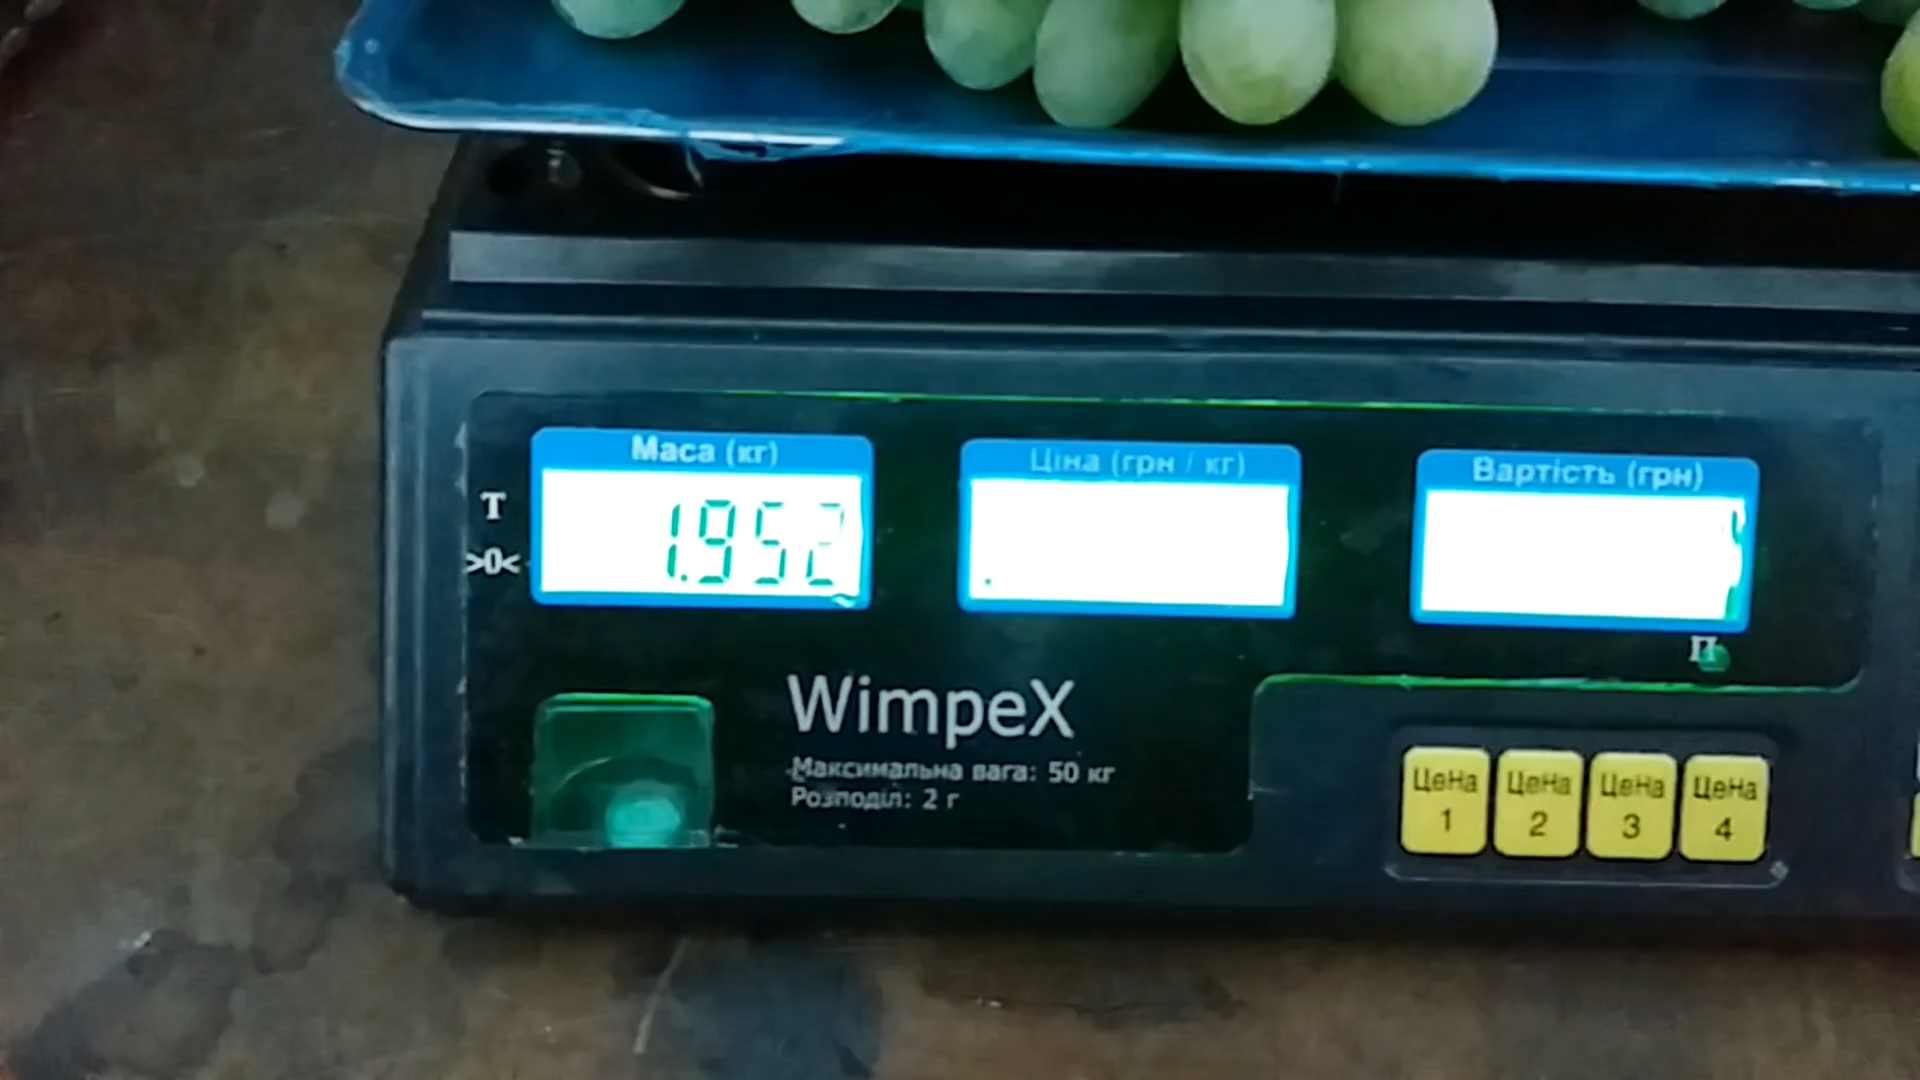 Маса (кг)
Ціна (грн / кг)
Вартість (грн)
T
>0<
1.952
П
WimpeX
Максимальна вага: 50 кг
Розподіл: 2 г
ЦеНа 1
ЦеНа 2
ЦеНа 3
ЦеНа 4